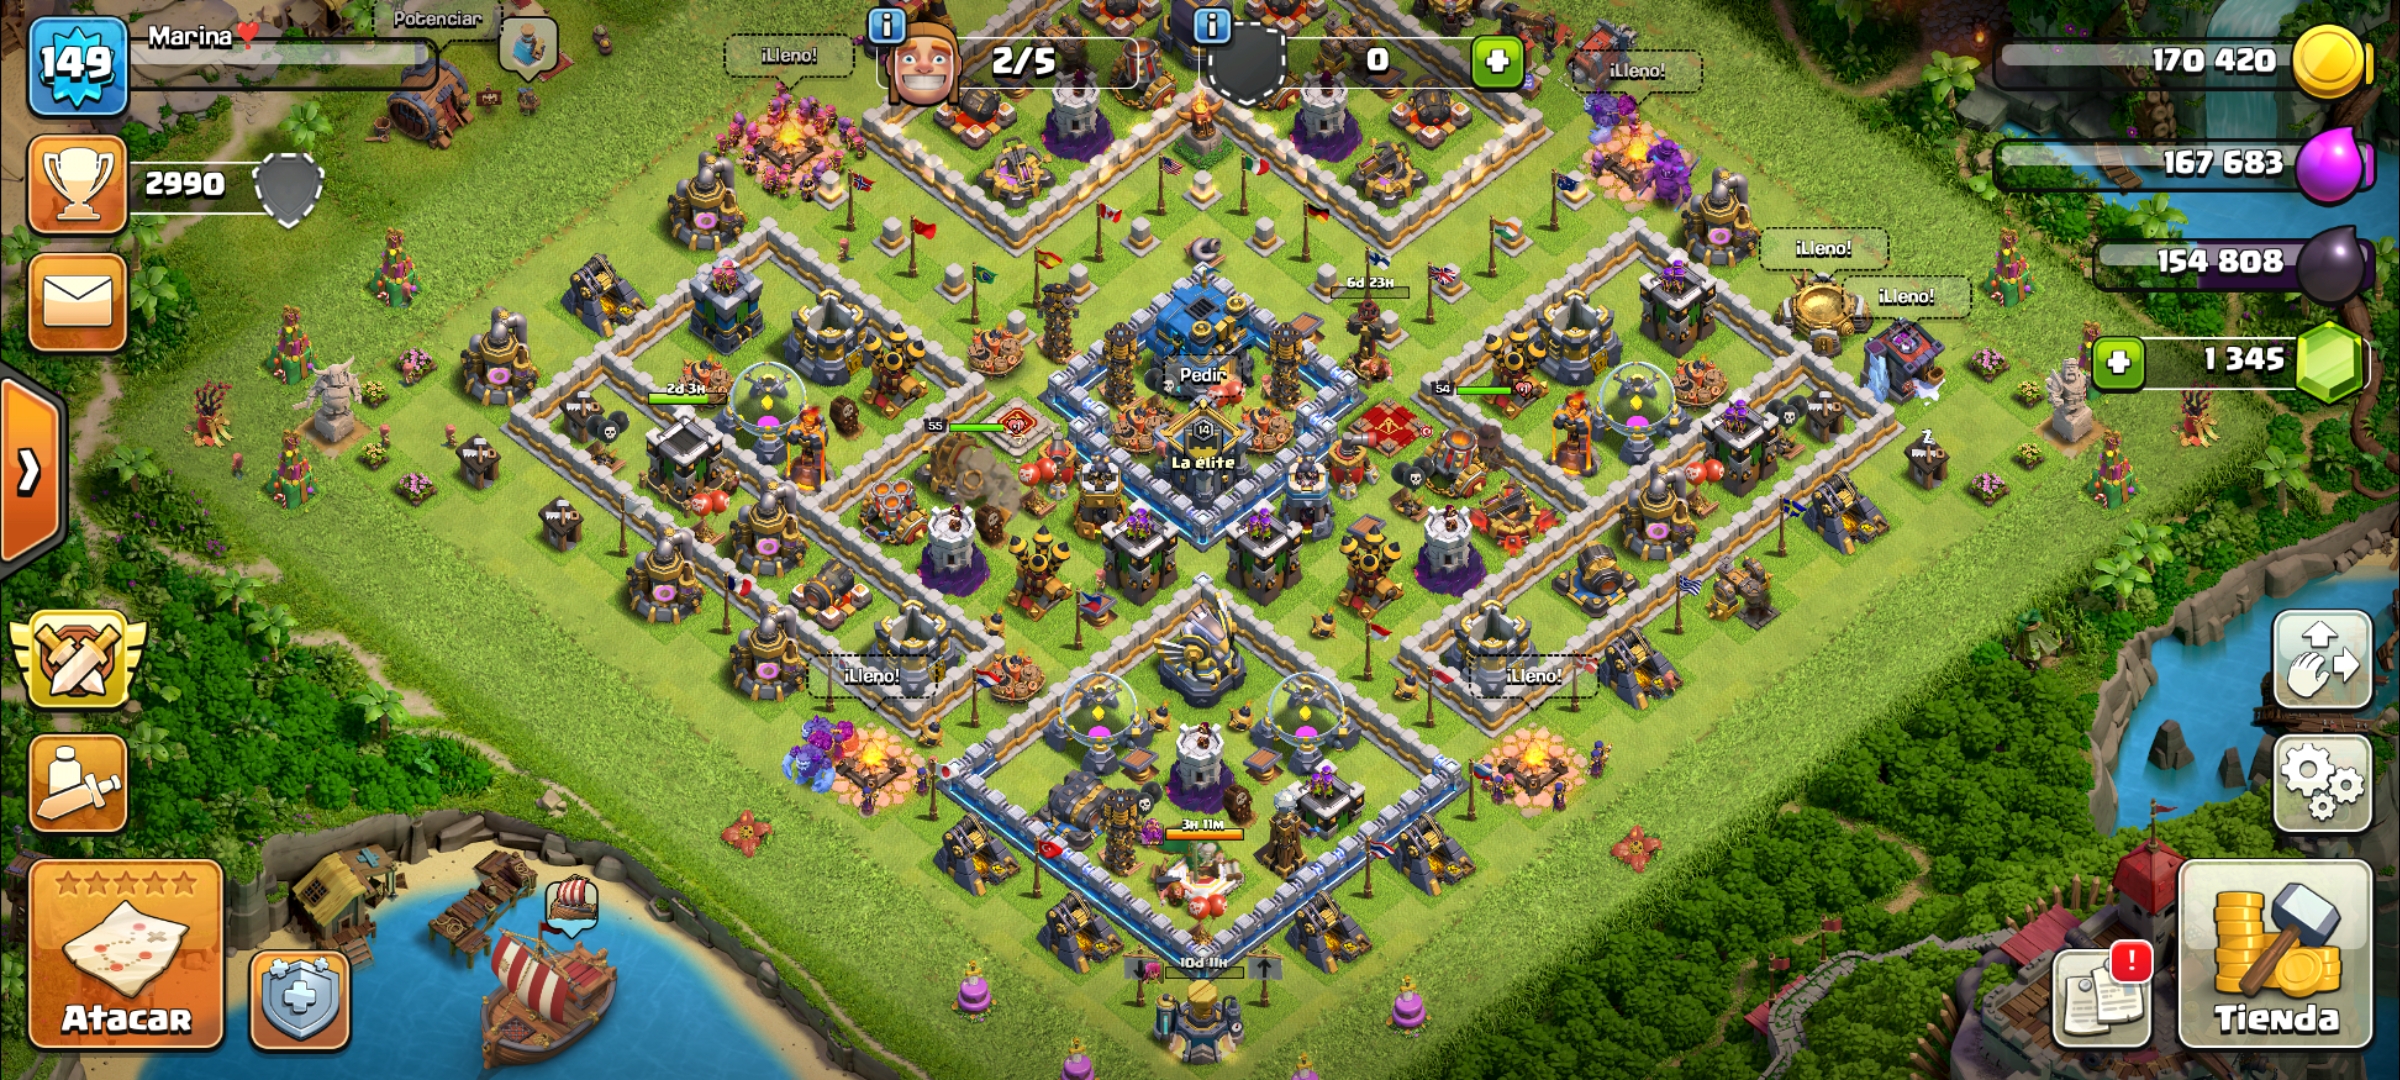 149
Marina
Potenciar
¡Lleno!
2/5
0
¡Lleno!
170 420
2990
167 683
¡Lleno!
154 808
6d 23H
¡Lleno!
1 345
Pedir
2d 3H
54
55
14
La élite
z
¡Lleno!
¡Lleno!
3H 11M
10d 11H
!
Atacar
Tienda